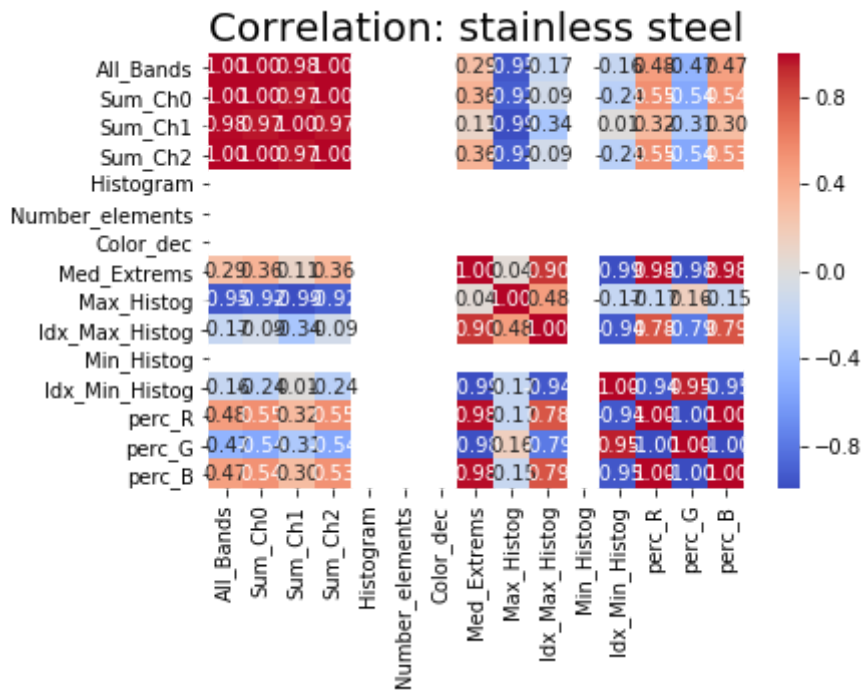 Correlation: stainless steel
All_Bands 1.00 1.00 0.98 1.00 0.29 -0.95 -0.17 -0.16 0.48 -0.47 0.47
Sum_Ch0 1.00 1.00 0.97 1.00 0.36 -0.92 -0.09 -0.24 0.55 -0.54 0.54
Sum_Ch1 0.98 0.97 1.00 0.97 0.11 -0.99 -0.34 0.01 0.32 -0.31 0.30
Sum_Ch2 1.00 1.00 0.97 1.00 0.36 -0.92 -0.09 -0.24 0.55 -0.54 0.53
Histogram
Number_elements
Color_dec
Med_Extrems 0.29 0.36 0.11 0.36 1.00 0.04 0.90 -0.99 0.98 -0.98 0.98
Max_Histog -0.95 -0.92 -0.99 -0.92 0.04 1.00 0.48 -0.17 -0.17 0.16 -0.15
Idx_Max_Histog -0.17 -0.09 -0.34 -0.09 0.90 0.48 1.00 -0.94 0.78 -0.79 0.79
Min_Histog
Idx_Min_Histog -0.16 -0.24 0.01 -0.24 -0.99 -0.17 -0.94 1.00 -0.94 0.95 -0.95
perc_R 0.48 0.55 0.32 0.55 0.98 -0.17 0.78 -0.94 1.00 -1.00 1.00
perc_G -0.47 -0.54 -0.31 -0.54 -0.98 0.16 -0.79 0.95 -1.00 1.00 -1.00
perc_B 0.47 0.54 0.30 0.53 0.98 -0.15 0.79 -0.95 1.00 -1.00 1.00
All_Bands
Sum_Ch0
Sum_Ch1
Sum_Ch2
Histogram
Number_elements
Color_dec
Med_Extrems
Max_Histog
Idx_Max_Histog
Min_Histog
Idx_Min_Histog
perc_R
perc_G
perc_B
0.8
0.4
0.0
−0.4
−0.8